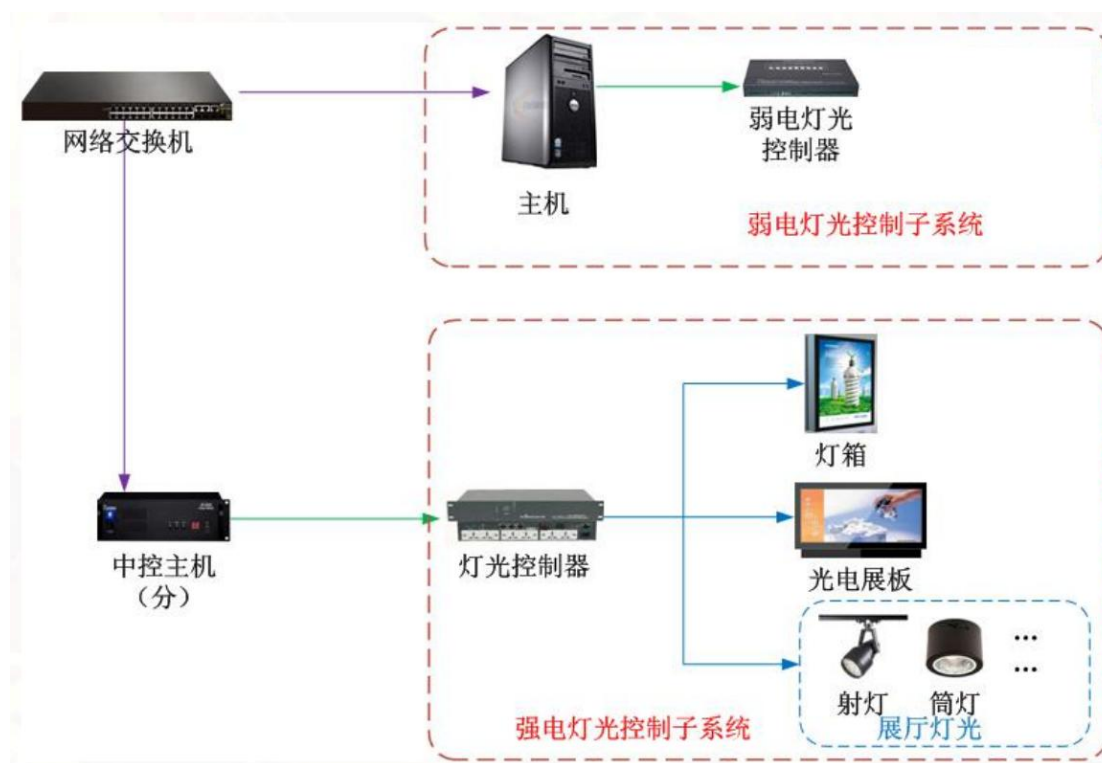 网络交换机
主机
弱电灯光
控制器
弱电灯光控制子系统
灯箱
中控主机
（分）
灯光控制器
光电展板
射灯
筒灯
...
...
强电灯光控制子系统
展厅灯光